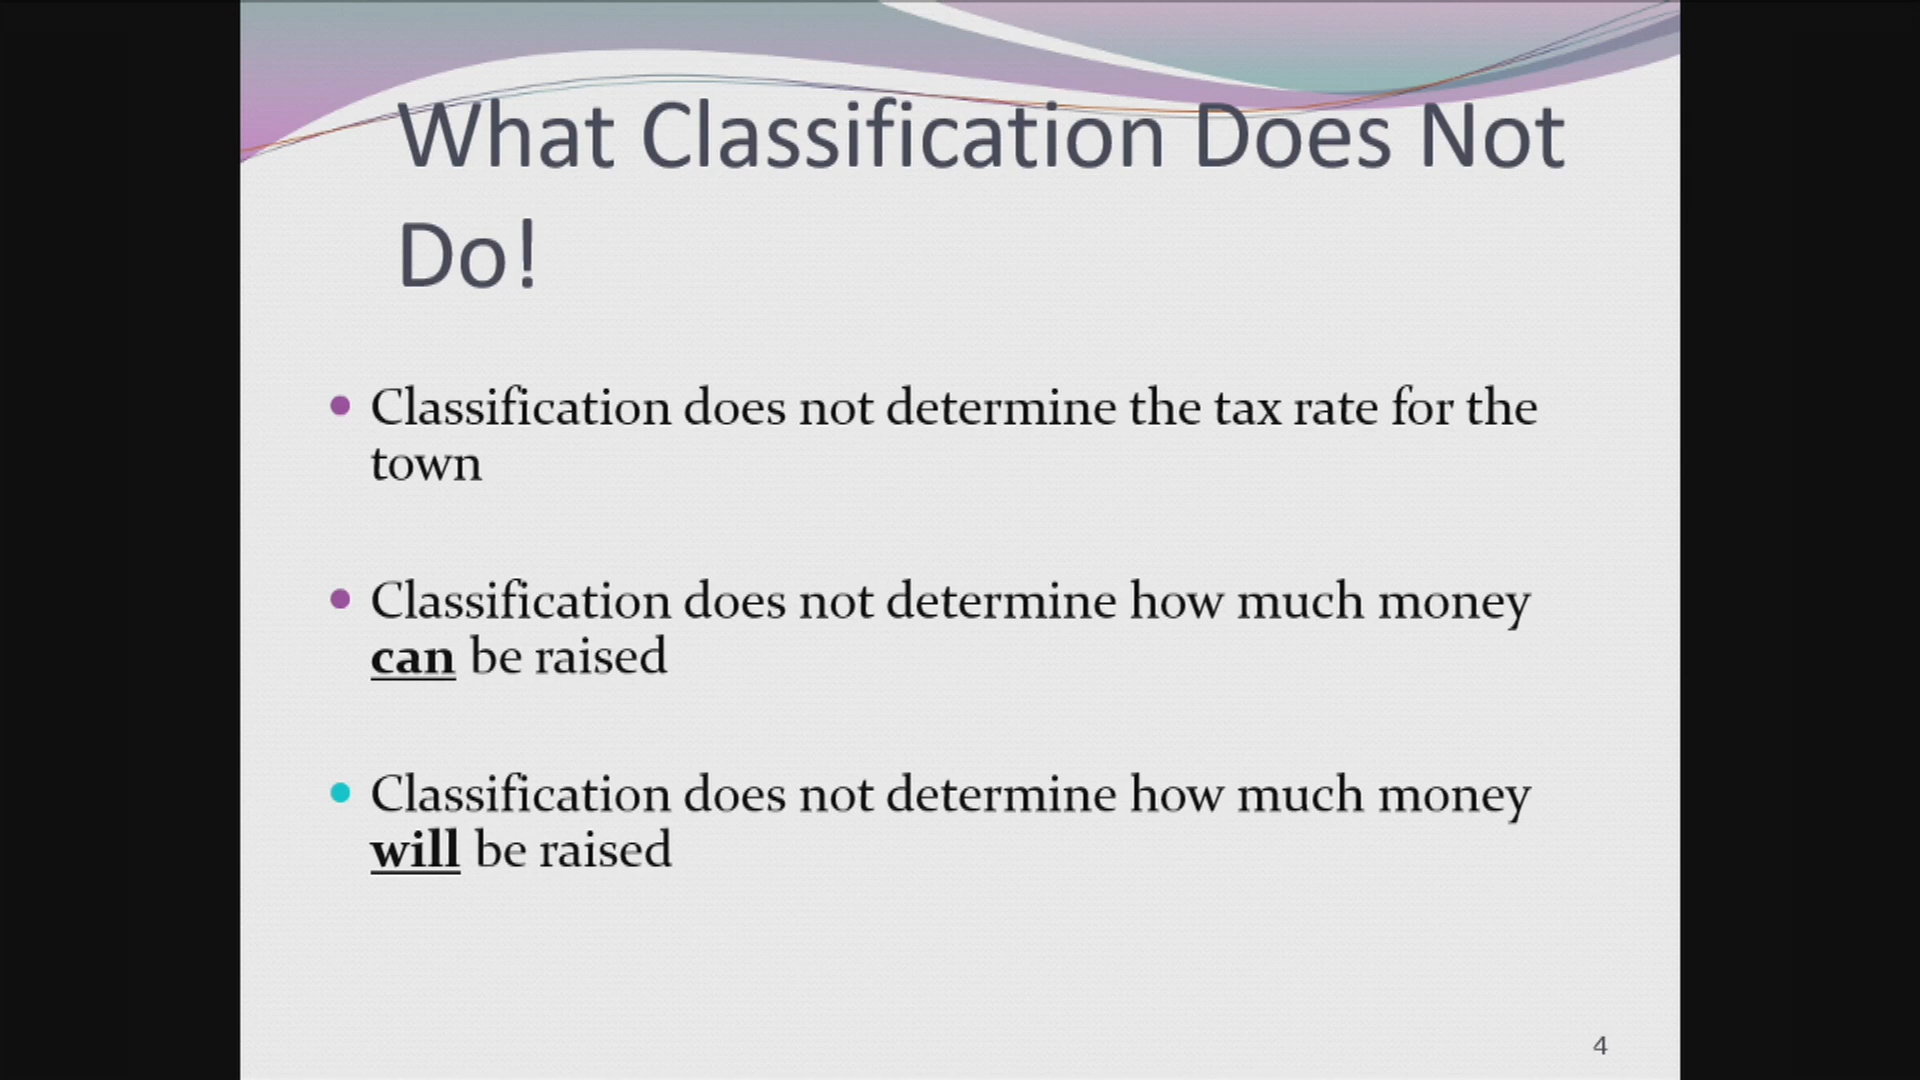 What Classification Does Not
Do!
• Classification does not determine the tax rate for the
town
• Classification does not determine how much money
can be raised
• Classification does not determine how much money
will be raised
4